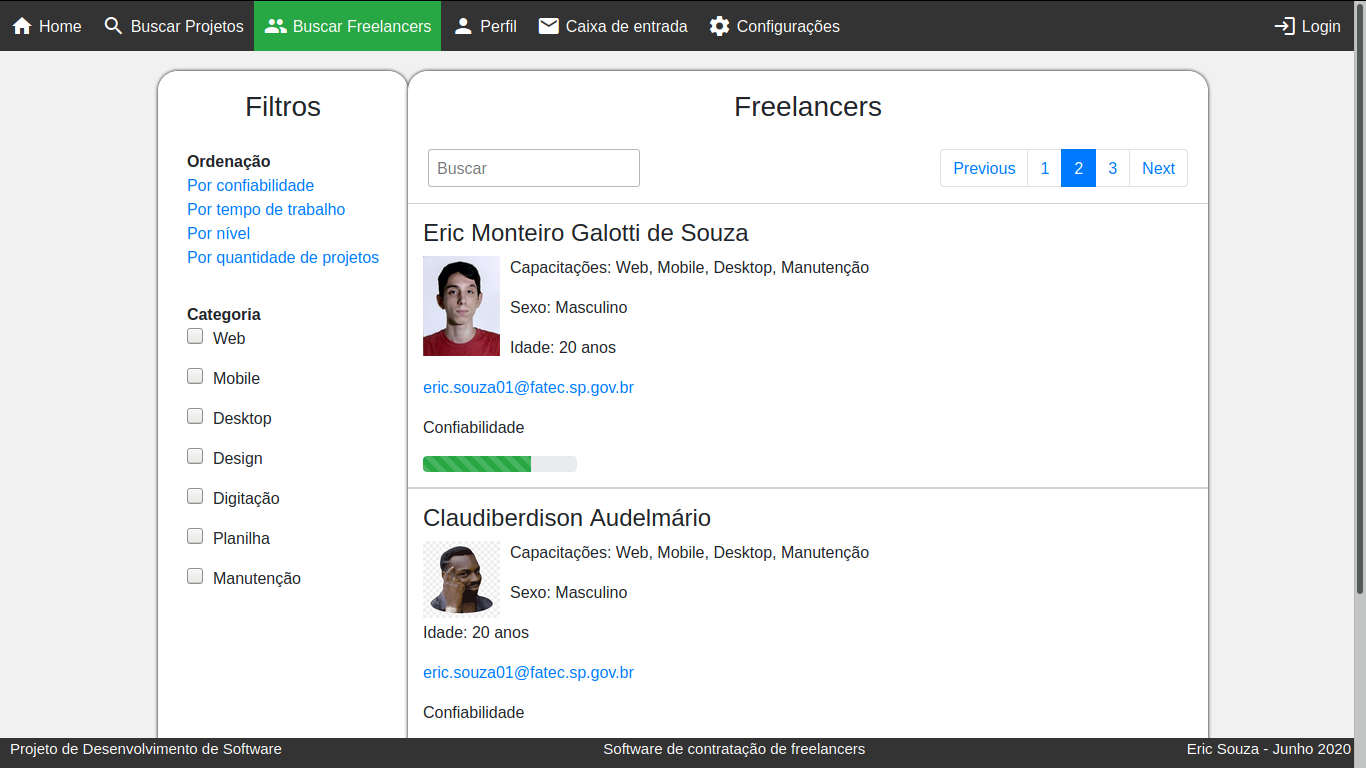 Home Buscar Projetos Buscar Freelancers Perfil Caixa de entrada Configurações Login
Filtros
Ordenação
Por confiabilidade
Por tempo de trabalho
Por nível
Por quantidade de projetos
Categoria
Web
Mobile
Desktop
Design
Digitação
Planilha
Manutenção
Freelancers
Buscar
Previous 1 2 3 Next
Eric Monteiro Galotti de Souza
Capacitações: Web, Mobile, Desktop, Manutenção
Sexo: Masculino
Idade: 20 anos
eric.souza01@fatec.sp.gov.br
Confiabilidade
Claudiberdison Audelmário
Capacitações: Web, Mobile, Desktop, Manutenção
Sexo: Masculino
Idade: 20 anos
eric.souza01@fatec.sp.gov.br
Confiabilidade
Projeto de Desenvolvimento de Software Software de contratação de freelancers Eric Souza - Junho 2020